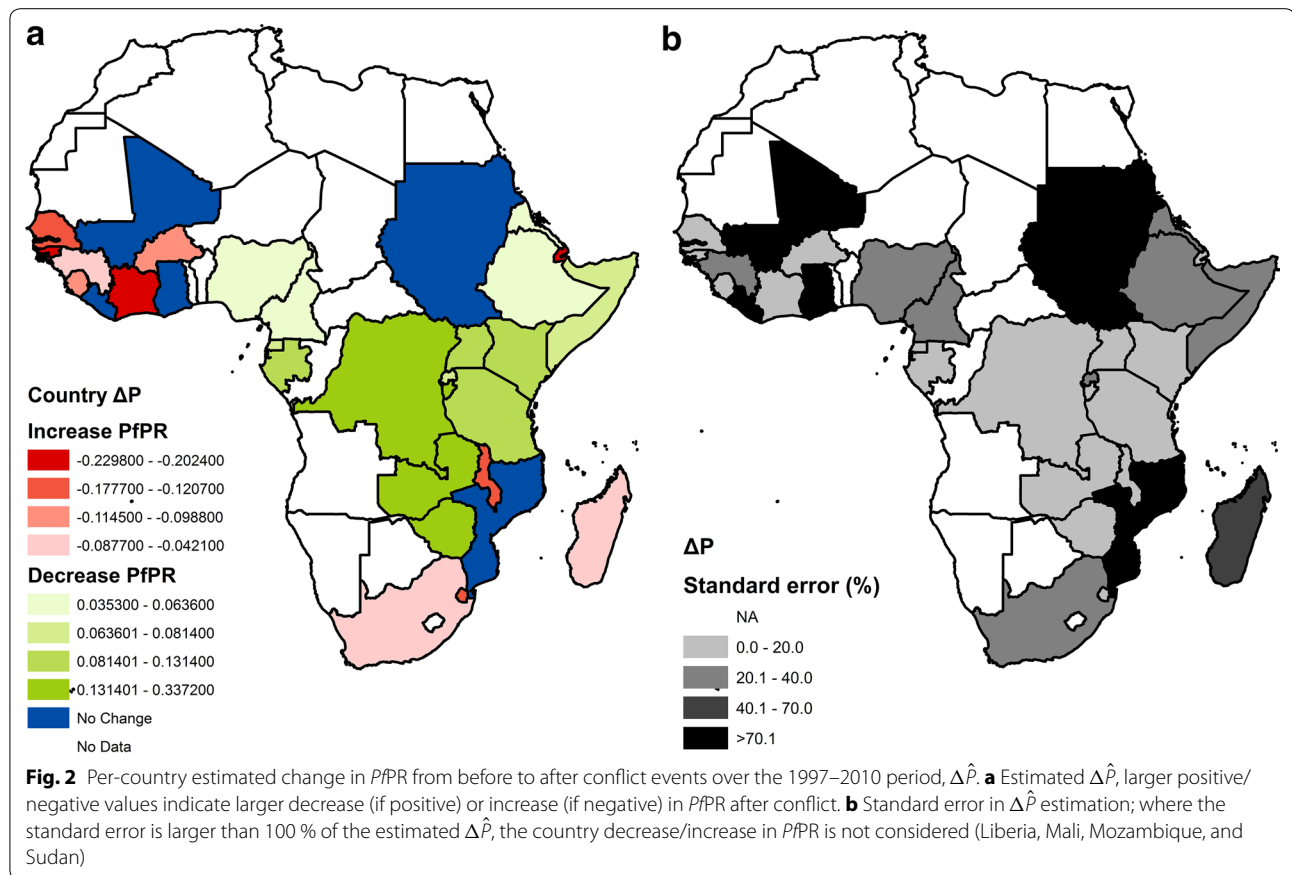 a
b
Country ΔP
Increase PfPR
-0.229800 - -0.202400
-0.177700 - -0.120700
-0.114500 - -0.098800
-0.087700 - -0.042100
Decrease PfPR
0.035300 - 0.063600
0.063601 - 0.081400
0.081401 - 0.131400
0.131401 - 0.337200
No Change
No Data
ΔP
Standard error (%)
NA
0.0 - 20.0
20.1 - 40.0
40.1 - 70.0
>70.1
Fig. 2 Per-country estimated change in PfPR from before to after conflict events over the 1997–2010 period, ΔP̂. a Estimated ΔP̂, larger positive/
negative values indicate larger decrease (if positive) or increase (if negative) in PfPR after conflict. b Standard error in ΔP̂ estimation; where the
standard error is larger than 100 % of the estimated ΔP̂, the country decrease/increase in PfPR is not considered (Liberia, Mali, Mozambique, and
Sudan)